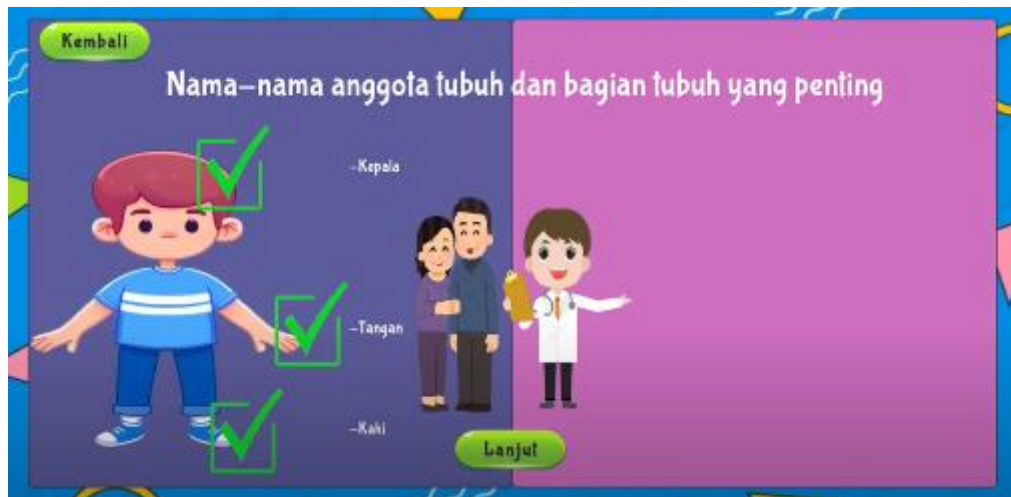 Kembali
Nama-nama anggota tubuh dan bagian tubuh yang penting
-Kepala
-Tangan
-Kaki
Lanjut